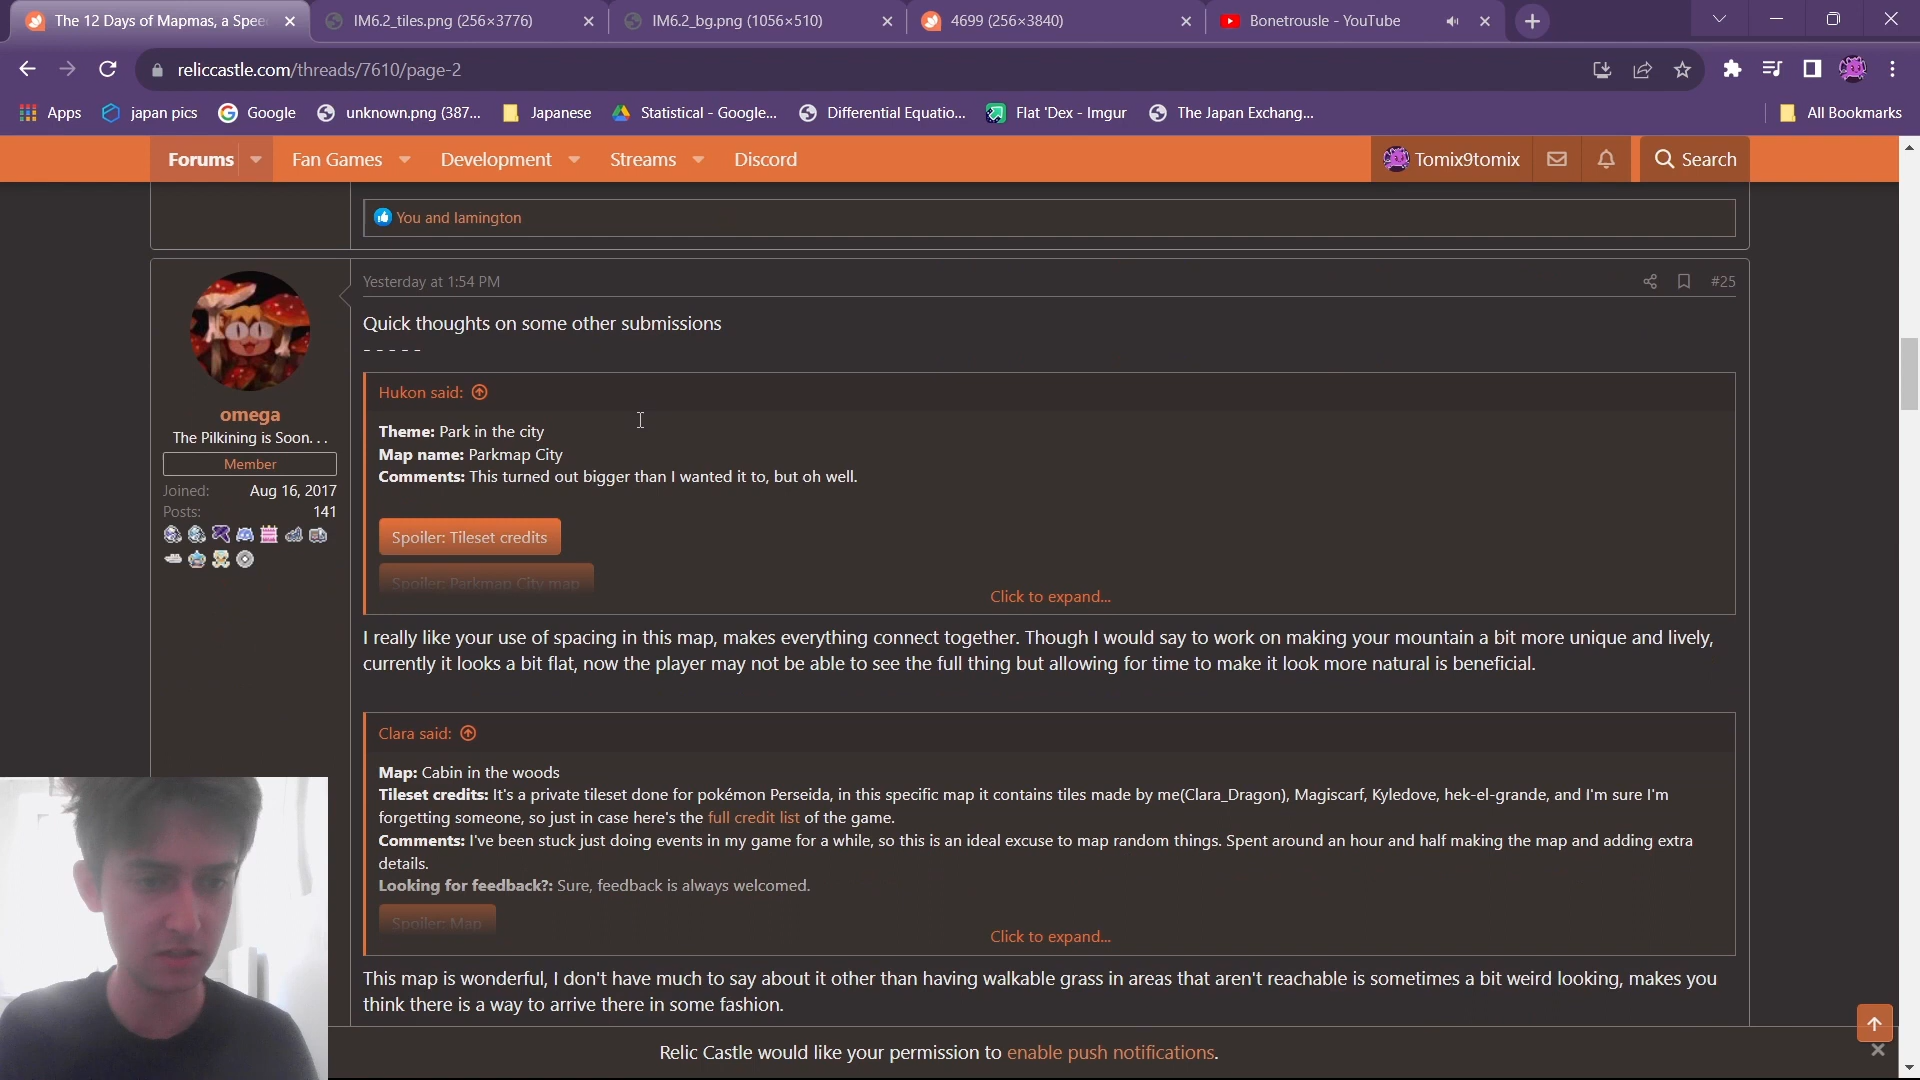 The 12 Days of Mapmas, a Spee
IM6.2_tiles.png (256×3776)
IM6.2_bg.png (1056×510)
4699 (256×3840)
Bonetrousle - YouTube
reliccastle.com/threads/7610/page-2
Apps
japan pics
Google
unknown.png (387...
Japanese
Statistical - Google...
Differential Equatio...
Flat 'Dex - Imgur
The Japan Exchang...
All Bookmarks
Forums
Fan Games
Development
Streams
Discord
Tomix9tomix
Search
You and lamington
Yesterday at 1:54 PM
#25
omega
The Pilkining is Soon. . .
Member
Joined: Aug 16, 2017
Posts: 141
Quick thoughts on some other submissions
- - - - -
Hukon said:
Theme: Park in the city
Map name: Parkmap City
Comments: This turned out bigger than I wanted it to, but oh well.
Spoiler: Tileset credits
Spoiler: Parkmap City map
Click to expand...
I really like your use of spacing in this map, makes everything connect together. Though I would say to work on making your mountain a bit more unique and lively,
currently it looks a bit flat, now the player may not be able to see the full thing but allowing for time to make it look more natural is beneficial.
Clara said:
Map: Cabin in the woods
Tileset credits: It's a private tileset done for pokémon Perseida, in this specific map it contains tiles made by me(Clara_Dragon), Magiscarf, Kyledove, hek-el-grande, and I'm sure I'm
forgetting someone, so just in case here's the full credit list of the game.
Comments: I've been stuck just doing events in my game for a while, so this is an ideal excuse to map random things. Spent around an hour and half making the map and adding extra
details.
Looking for feedback?: Sure, feedback is always welcomed.
Spoiler: Map
Click to expand...
This map is wonderful, I don't have much to say about it other than having walkable grass in areas that aren't reachable is sometimes a bit weird looking, makes you
think there is a way to arrive there in some fashion.
Relic Castle would like your permission to enable push notifications.